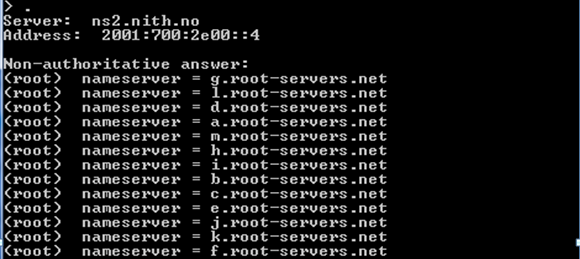 > .
Server:  ns2.nith.no
Address:  2001:700:2e00::4
Non-authoritative answer:
(root)  nameserver = g.root-servers.net
(root)  nameserver = l.root-servers.net
(root)  nameserver = d.root-servers.net
(root)  nameserver = a.root-servers.net
(root)  nameserver = m.root-servers.net
(root)  nameserver = h.root-servers.net
(root)  nameserver = i.root-servers.net
(root)  nameserver = b.root-servers.net
(root)  nameserver = c.root-servers.net
(root)  nameserver = e.root-servers.net
(root)  nameserver = j.root-servers.net
(root)  nameserver = k.root-servers.net
(root)  nameserver = f.root-servers.net